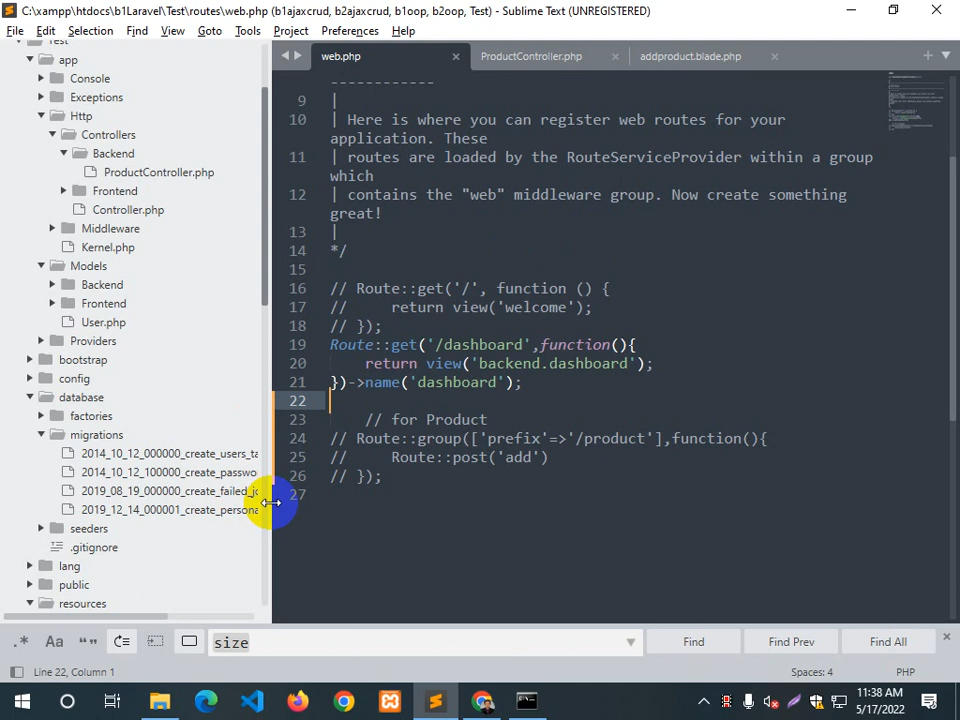 C:\xampp\htdocs\b1Laravel\Test\routes\web.php (b1ajaxcrud, b2ajaxcrud, b1oop, b2oop, Test) - Sublime Text (UNREGISTERED)
File Edit Selection Find View Goto Tools Project Preferences Help
Test
app
Console
Exceptions
Http
Controllers
Backend
ProductController.php
Frontend
Controller.php
Middleware
Kernel.php
Models
Backend
Frontend
User.php
Providers
bootstrap
config
database
factories
migrations
2014_10_12_000000_create_users_ta
2014_10_12_100000_create_passwo
2019_08_19_000000_create_failed_jo
2019_12_14_000001_create_persona
seeders
.gitignore
lang
public
resources
web.php ProductController.php addproduct.blade.php
------------
9 |
10 | Here is where you can register web routes for your
application. These
11 | routes are loaded by the RouteServiceProvider within a group
which
12 | contains the "web" middleware group. Now create something
great!
13 |
14 */
15
16 // Route::get('/', function () {
17 //     return view('welcome');
18 // });
19 Route::get('/dashboard',function(){
20     return view('backend.dashboard');
21 })->name('dashboard');
22
23     // for Product
24 // Route::group(['prefix'=>'/product'],function(){
25 //     Route::post('add')
26 // });
27
.* Aa “” size Find Find Prev Find All
Line 22, Column 1 Spaces: 4 PHP
11:38 AM
5/17/2022